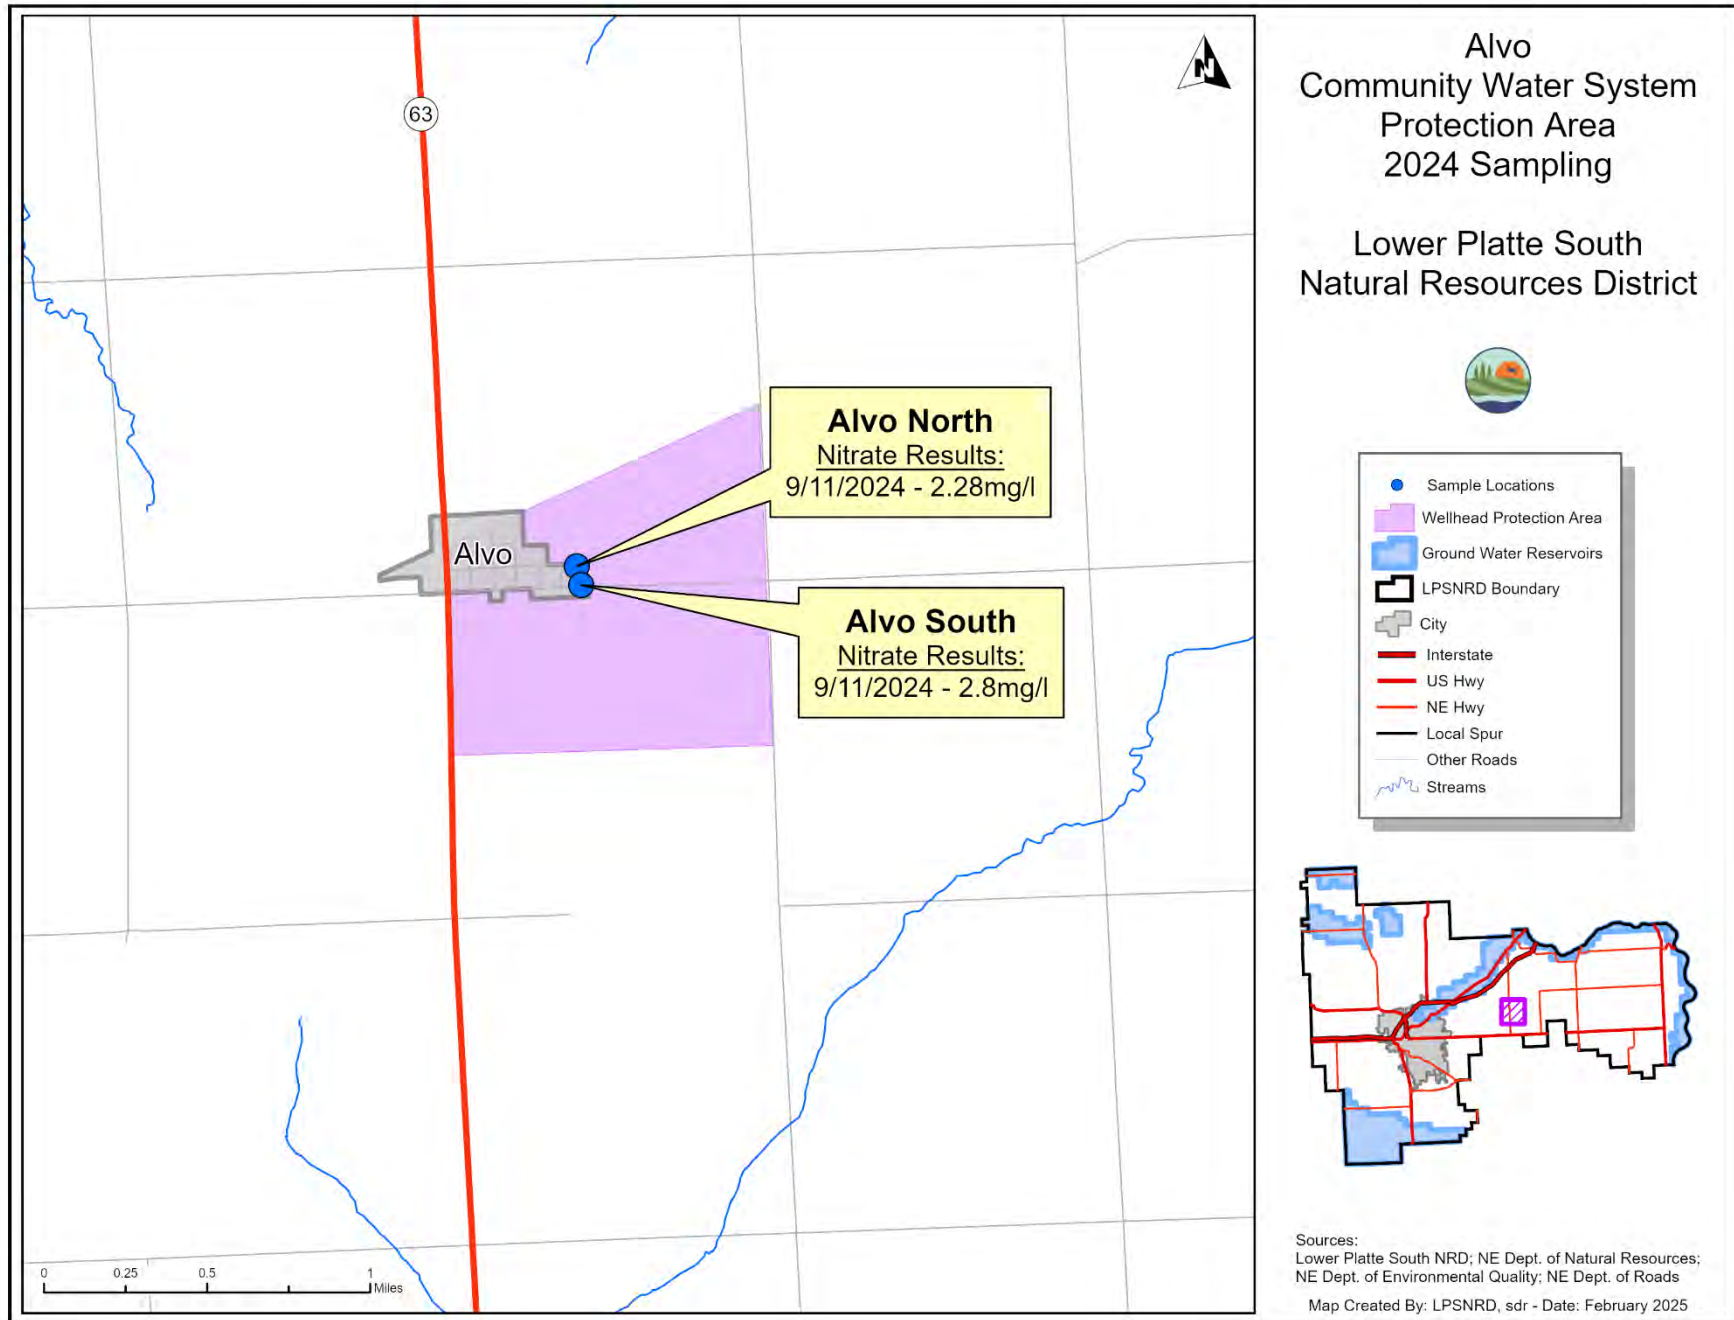 Alvo
Community Water System
Protection Area
2024 Sampling
Lower Platte South
Natural Resources District
N
63
Alvo North
Nitrate Results:
9/11/2024 - 2.28mg/l
Alvo
Alvo South
Nitrate Results:
9/11/2024 - 2.8mg/l
Sample Locations
Wellhead Protection Area
Ground Water Reservoirs
LPSNRD Boundary
City
Interstate
US Hwy
NE Hwy
Local Spur
Other Roads
Streams
0 0.25 0.5 1
Miles
Sources:
Lower Platte South NRD; NE Dept. of Natural Resources;
NE Dept. of Environmental Quality; NE Dept. of Roads
Map Created By: LPSNRD, sdr - Date: February 2025